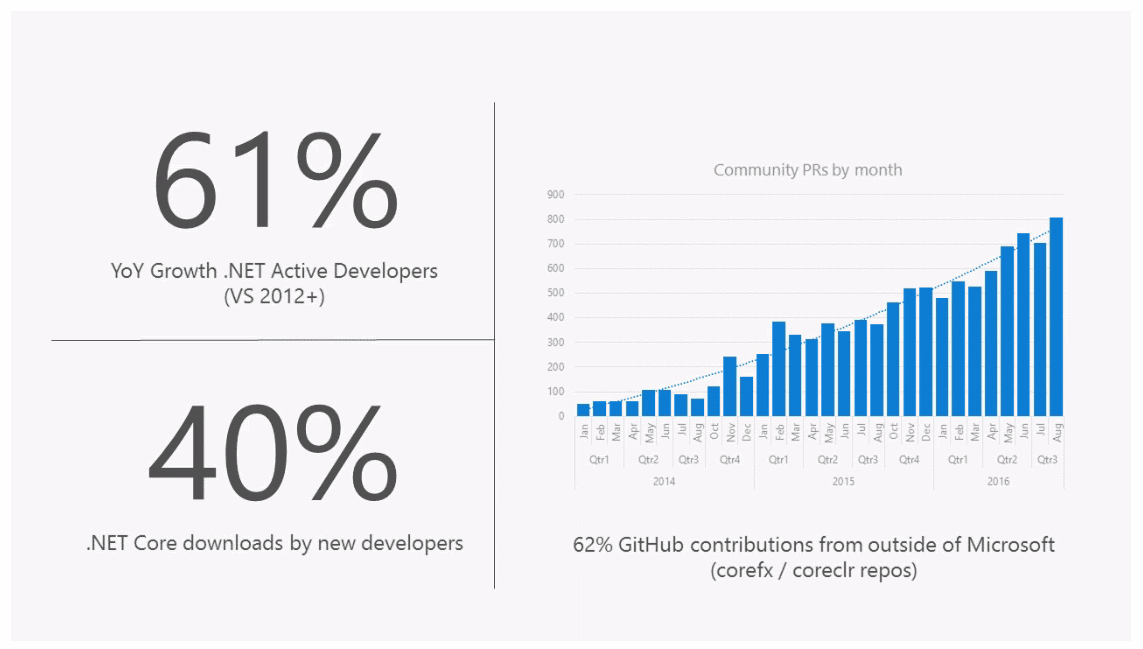 61%
YoY Growth .NET Active Developers
(VS 2012+)
40%
.NET Core downloads by new developers
Community PRs by month
900
800
700
600
500
400
300
200
100
0
Jan Feb Mar Apr May Jun Jul Aug Oct Nov Dec Jan Feb Mar Apr May Jun Jul Aug Oct Nov Dec Jan Feb Mar Apr May Jun Jul Aug
Qtr1 Qtr2 Qtr3 Qtr4 Qtr1 Qtr2 Qtr3 Qtr4 Qtr1 Qtr2 Qtr3
2014 2015 2016
62% GitHub contributions from outside of Microsoft
(corefx / coreclr repos)